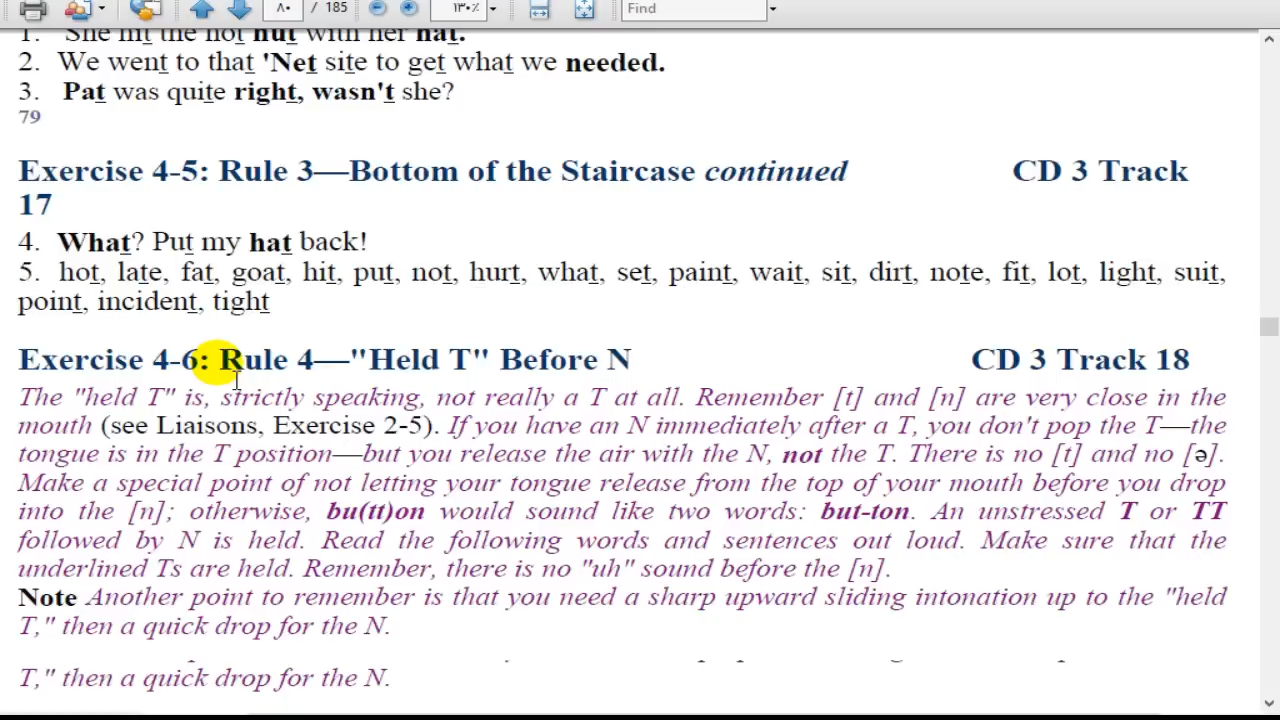 ٨٠ / 185 ١٣٠٪ Find
1. She hit the hot hut with her hat.
2. We went to that 'Net site to get what we needed.
3. Pat was quite right, wasn't she?
79
Exercise 4-5: Rule 3—Bottom of the Staircase continued CD 3 Track
17
4. What? Put my hat back!
5. hot, late, fat, goat, hit, put, not, hurt, what, set, paint, wait, sit, dirt, note, fit, lot, light, suit,
point, incident, tight
Exercise 4-6: Rule 4—"Held T" Before N CD 3 Track 18
The "held T" is, strictly speaking, not really a T at all. Remember [t] and [n] are very close in the
mouth (see Liaisons, Exercise 2-5). If you have an N immediately after a T, you don't pop the T—the
tongue is in the T position—but you release the air with the N, not the T. There is no [t] and no [ə].
Make a special point of not letting your tongue release from the top of your mouth before you drop
into the [n]; otherwise, bu(tt)on would sound like two words: but-ton. An unstressed T or TT
followed by N is held. Read the following words and sentences out loud. Make sure that the
underlined Ts are held. Remember, there is no "uh" sound before the [n].
Note Another point to remember is that you need a sharp upward sliding intonation up to the "held
T," then a quick drop for the N.
T," then a quick drop for the N.